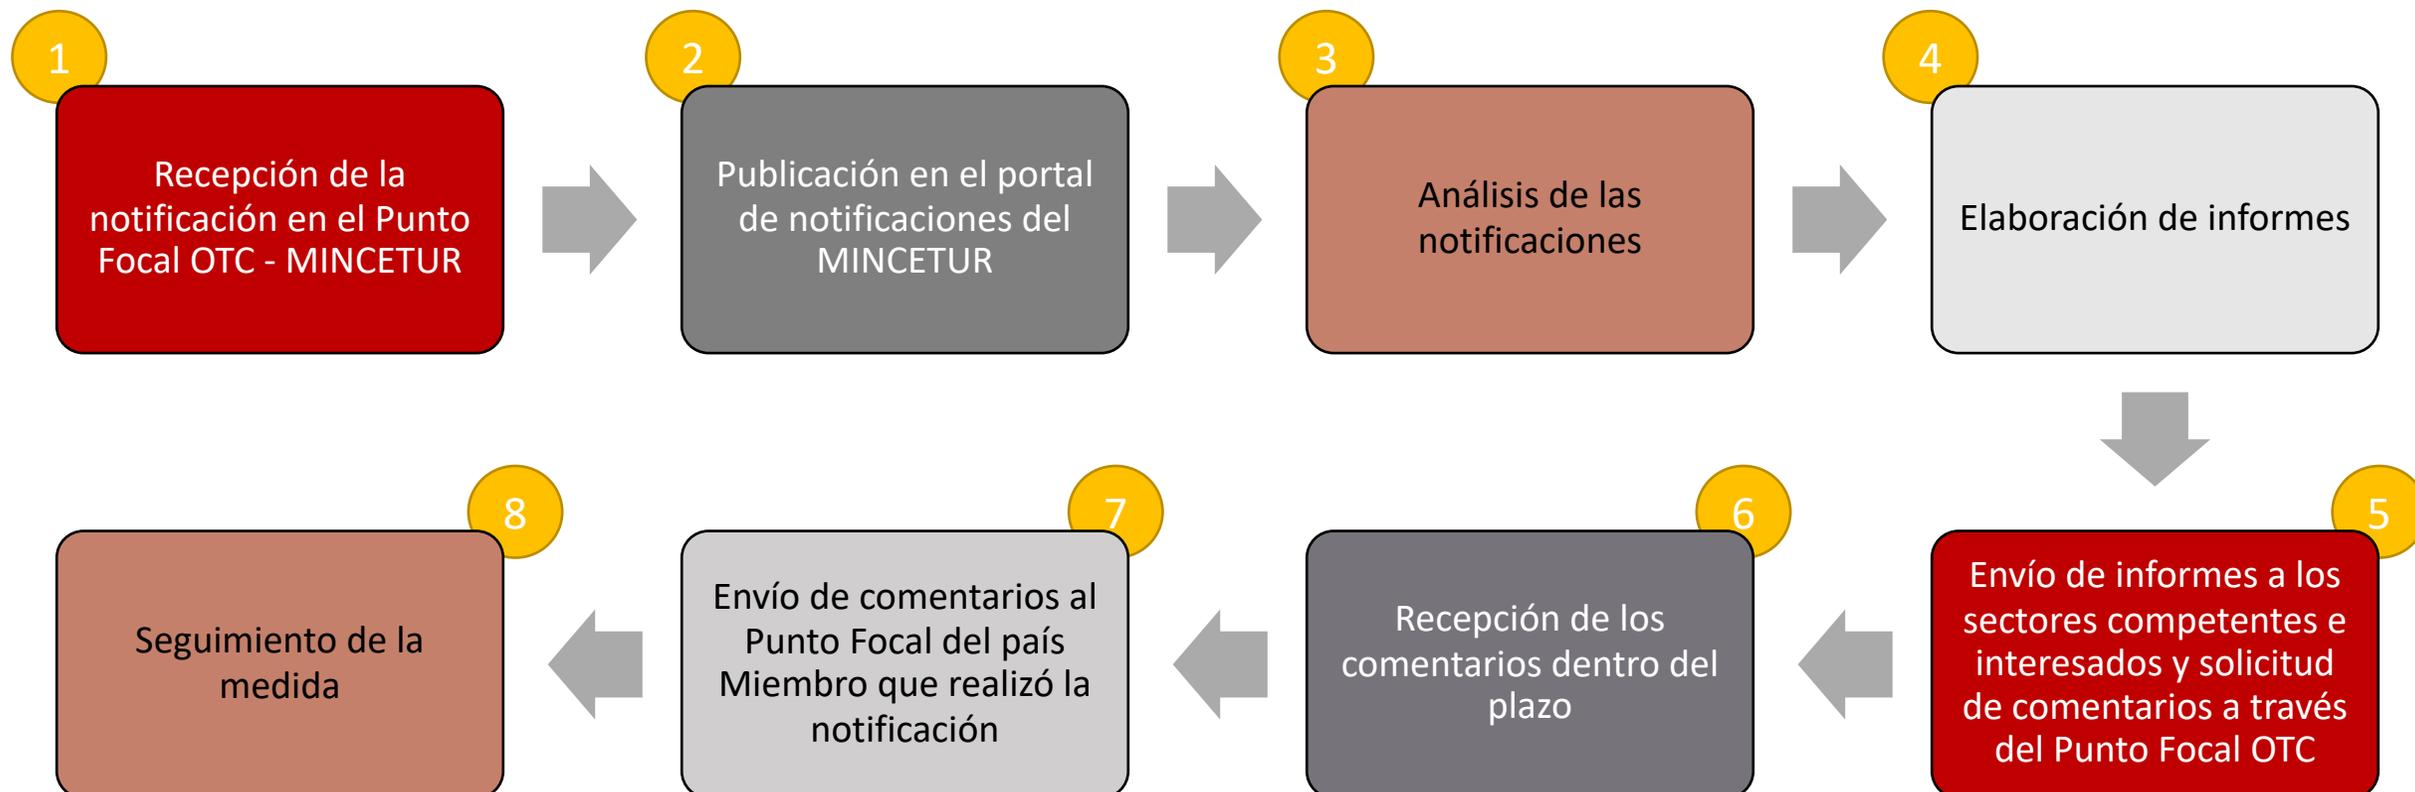 1
Recepción de la
notificación en el Punto
Focal OTC - MINCETUR
2
Publicación en el portal
de notificaciones del
MINCETUR
3
Análisis de las
notificaciones
4
Elaboración de informes
5
Envío de informes a los
sectores competentes e
interesados y solicitud
de comentarios a través
del Punto Focal OTC
6
Recepción de los
comentarios dentro del
plazo
7
Envío de comentarios al
Punto Focal del país
Miembro que realizó la
notificación
8
Seguimiento de la
medida